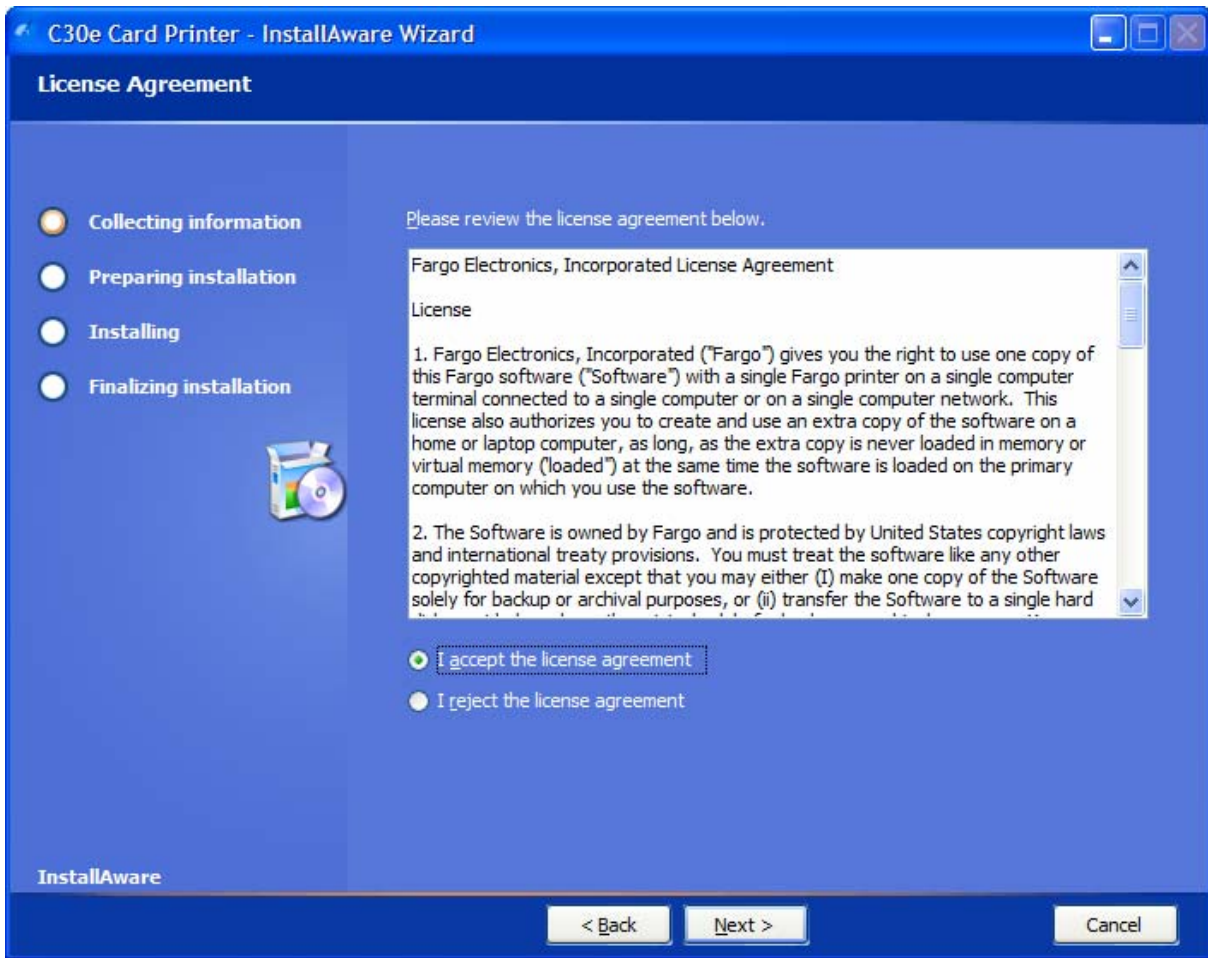 C30e Card Printer - InstallAware Wizard
License Agreement
Collecting information
Preparing installation
Installing
Finalizing installation
Please review the license agreement below.
Fargo Electronics, Incorporated License Agreement
License
1. Fargo Electronics, Incorporated ("Fargo") gives you the right to use one copy of
this Fargo software ("Software") with a single Fargo printer on a single computer
terminal connected to a single computer or on a single computer network.  This
license also authorizes you to create and use an extra copy of the software on a
home or laptop computer, as long, as the extra copy is never loaded in memory or
virtual memory ('loaded") at the same time the software is loaded on the primary
computer on which you use the software.
2. The Software is owned by Fargo and is protected by United States copyright laws
and international treaty provisions.  You must treat the software like any other
copyrighted material except that you may either (I) make one copy of the Software
solely for backup or archival purposes, or (ii) transfer the Software to a single hard
I accept the license agreement
I reject the license agreement
InstallAware
< Back
Next >
Cancel